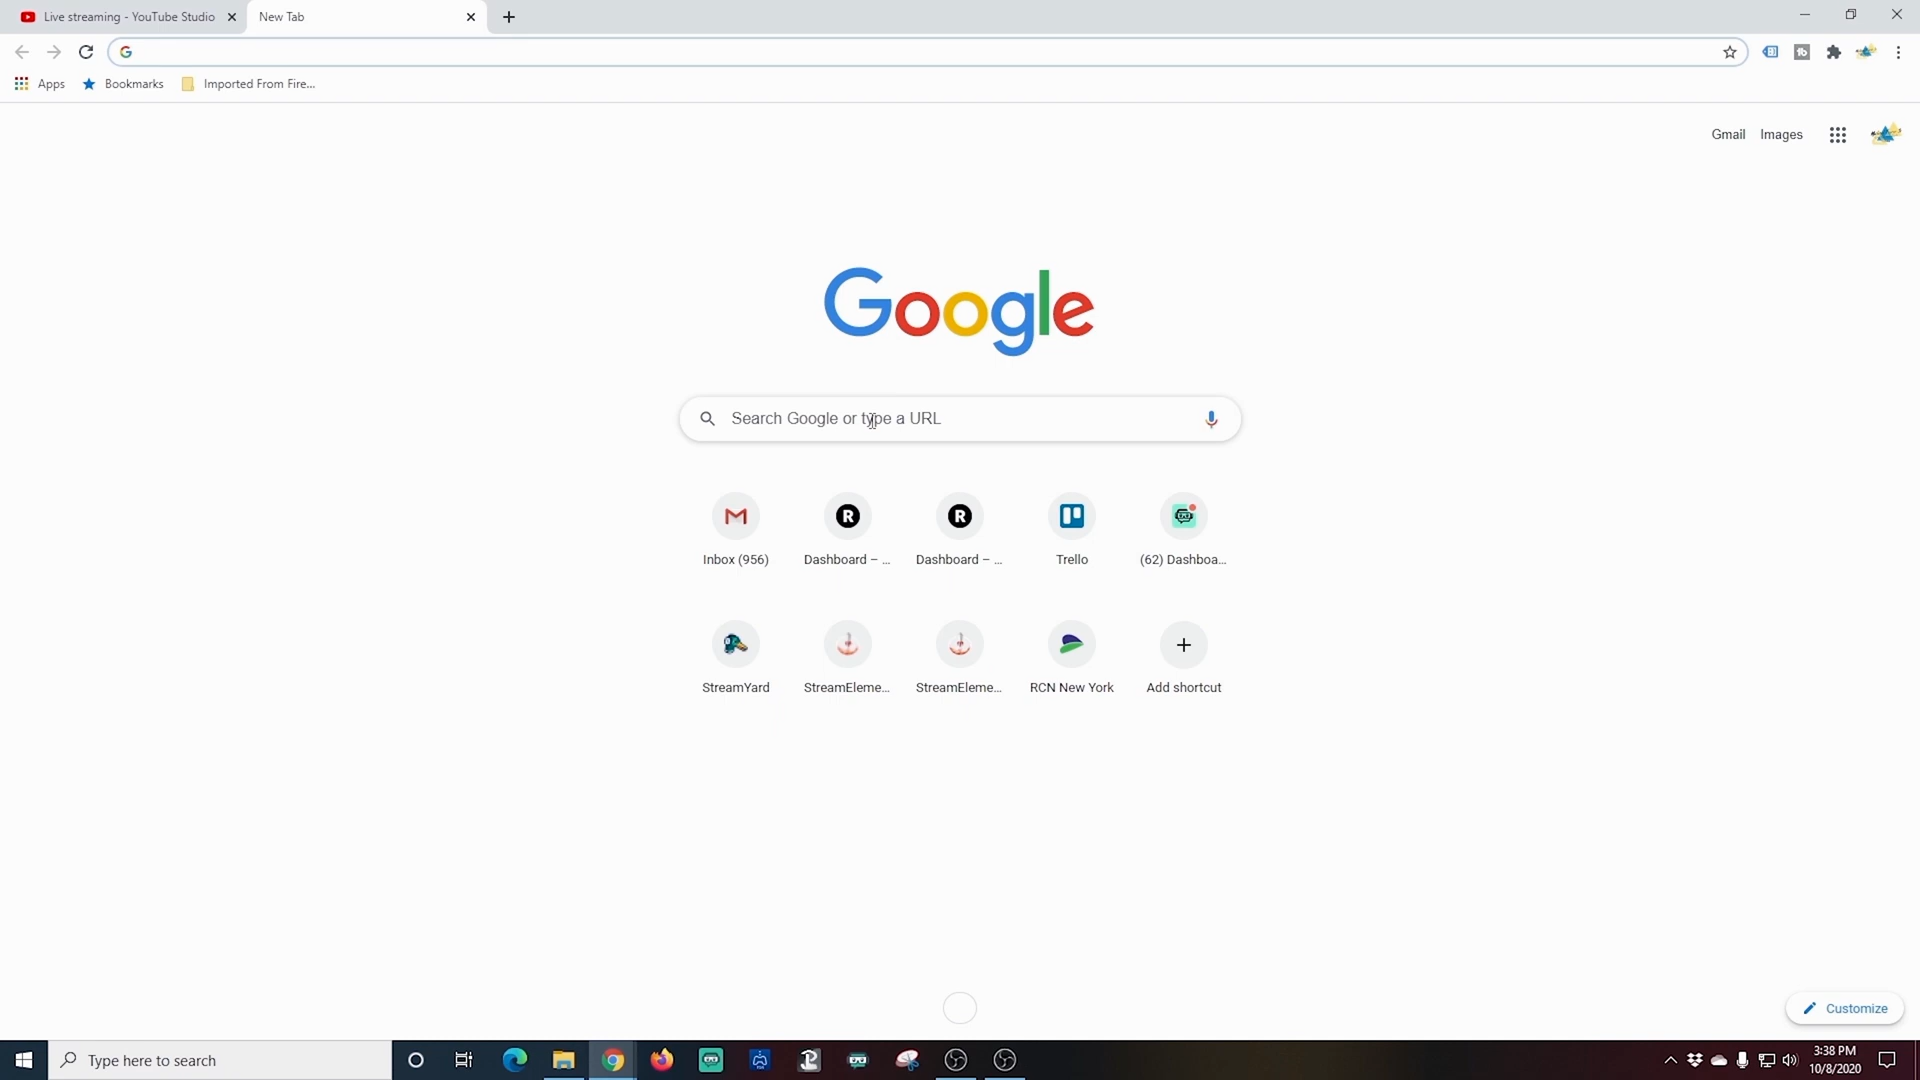 Live streaming - YouTube Studio
New Tab
Apps
Bookmarks
Imported From Fire...
Gmail
Images
Google
Search Google or type a URL
Inbox (956)
Dashboard – ...
Dashboard – ...
Trello
(62) Dashboa...
StreamYard
StreamEleme...
StreamEleme...
RCN New York
Add shortcut
Customize
Type here to search
3:38 PM
10/8/2020